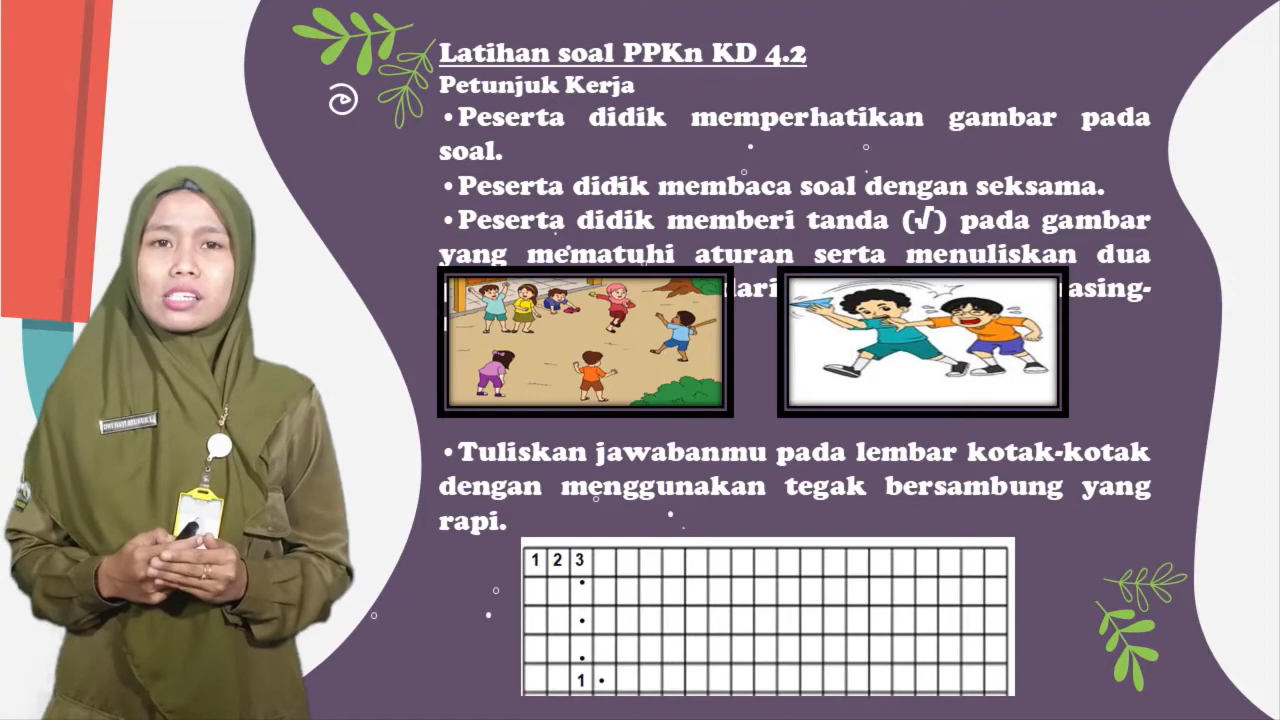 Latihan soal PPKn KD 4.2
Petunjuk Kerja
•Peserta didik memperhatikan gambar pada
soal.
•Peserta didik membaca soal dengan seksama.
•Peserta didik memberi tanda (√) pada gambar
yang mematuhi aturan serta menuliskan dua
dari asing-
•Tuliskan jawabanmu pada lembar kotak-kotak
dengan menggunakan tegak bersambung yang
rapi.
1 2 3
1